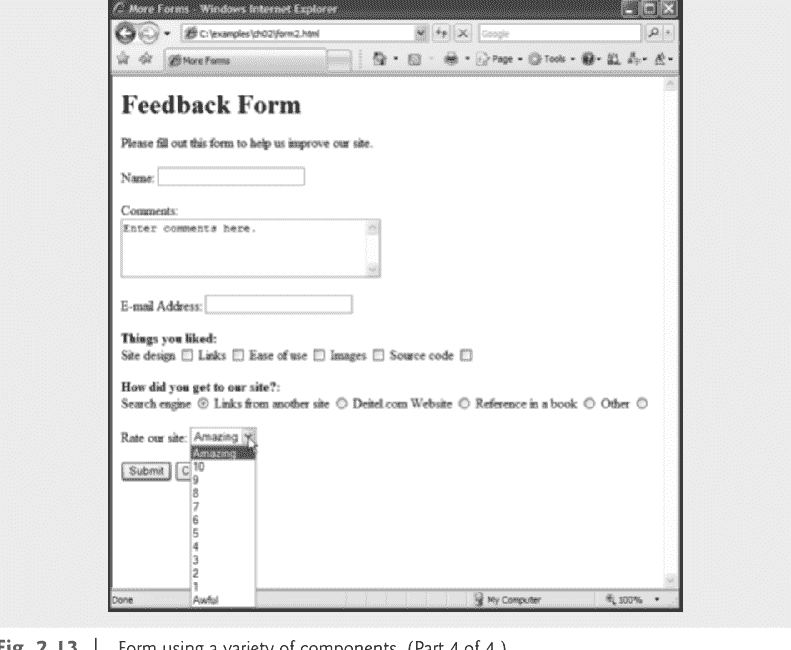 More Forms - Windows Internet Explorer
C:\examples\ch02\form2.html
Google
More Forms
Page
Tools
Feedback Form
Please fill out this form to help us improve our site.
Name:
Comments:
Enter comments here.
E-mail Address:
Things you liked:
Site design Links Ease of use Images Source code
How did you get to our site?:
Search engine Links from another site Deitel.com Website Reference in a book Other
Rate our site: Amazing
Amazing
Submit C 10
9
8
7
6
5
4
3
2
1
Awful
Done My Computer 100%
Fig. 2.13 | Form using a variety of components. (Part 4 of 4.)